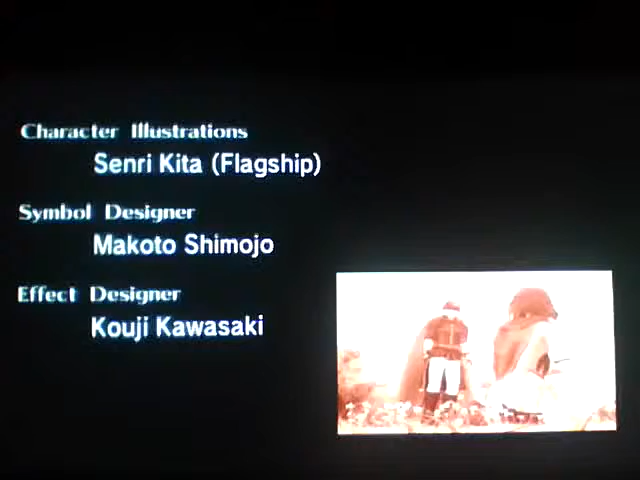 Character Illustrations
Senri Kita (Flagship)
Symbol Designer
Makoto Shimojo
Effect Designer
Kouji Kawasaki